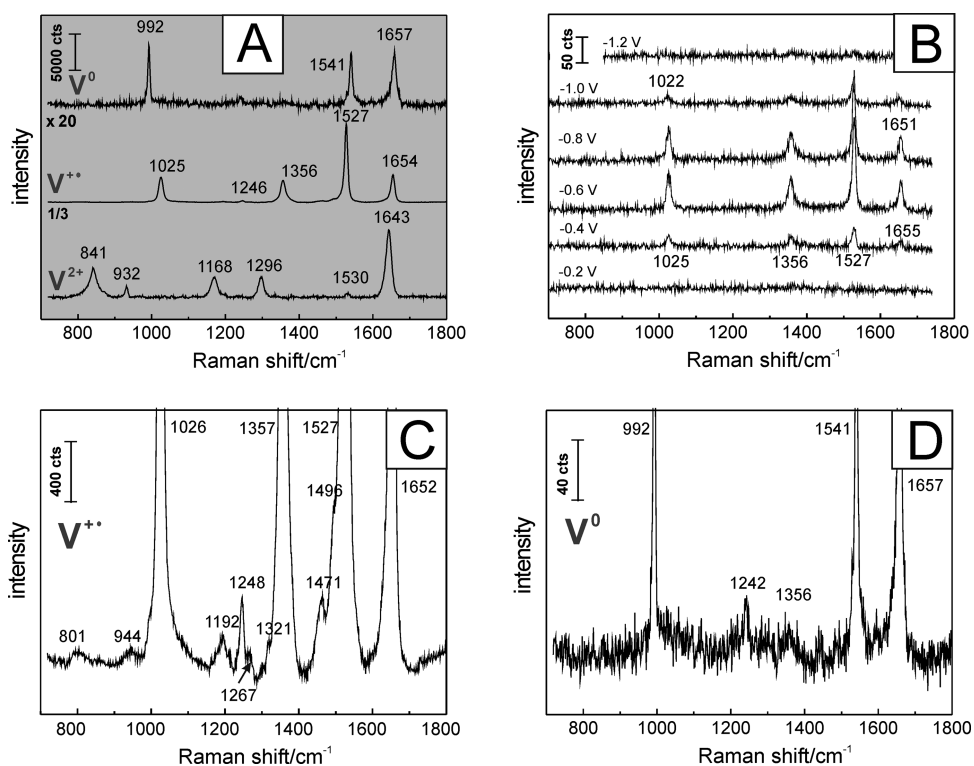 A
5000 cts
992
1541
1657
V⁰
x 20
1527
1025
1246
1356
1654
V⁺•
1/3
1643
841
932
1168
1296
1530
V²⁺
intensity
800 1000 1200 1400 1600 1800
Raman shift/cm⁻¹
B
50 cts
-1.2 V
-1.0 V
1022
-0.8 V
1651
-0.6 V
-0.4 V
1655
1025
1356
1527
-0.2 V
intensity
800 1000 1200 1400 1600 1800
Raman shift/cm⁻¹
C
400 cts
1026
1357
1527
1496
1652
V⁺•
1248
1471
1192
1321
801
944
1267
intensity
800 1000 1200 1400 1600 1800
Raman shift/cm⁻¹
D
40 cts
992
1541
1657
V⁰
1242
1356
intensity
800 1000 1200 1400 1600 1800
Raman shift/cm⁻¹